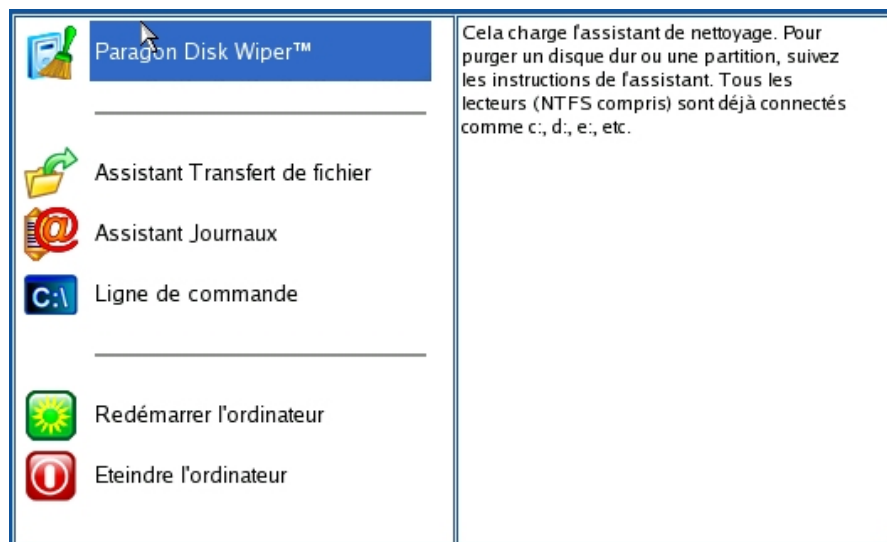 Paragon Disk Wiper™
Assistant Transfert de fichier
Assistant Journaux
C:\
Ligne de commande
Redémarrer l'ordinateur
Eteindre l'ordinateur
Cela charge l'assistant de nettoyage. Pour
purger un disque dur ou une partition, suivez
les instructions de l'assistant. Tous les
lecteurs (NTFS compris) sont déjà connectés
comme c:, d:, e:, etc.